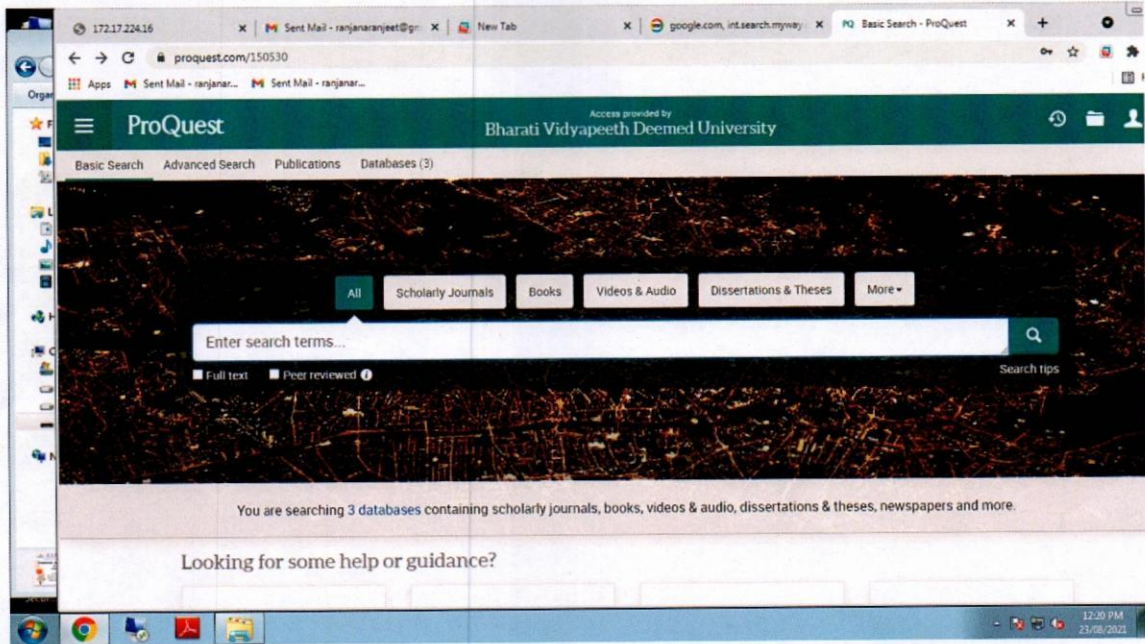 172.17.224.16
Sent Mail - ranjanaranjeet@gm
New Tab
google.com, int.search.myway.
PQ Basic Search - ProQuest
proquest.com/150530
Apps Sent Mail - ranjanar... Sent Mail - ranjanar...
Organ
ProQuest
Access provided by
Bharati Vidyapeeth Deemed University
Basic Search Advanced Search Publications Databases (3)
All Scholarly Journals Books Videos & Audio Dissertations & Theses More
Enter search terms...
Full text Peer reviewed
Search tips
You are searching 3 databases containing scholarly journals, books, videos & audio, dissertations & theses, newspapers and more.
Looking for some help or guidance?
12:20 PM
23/08/2021